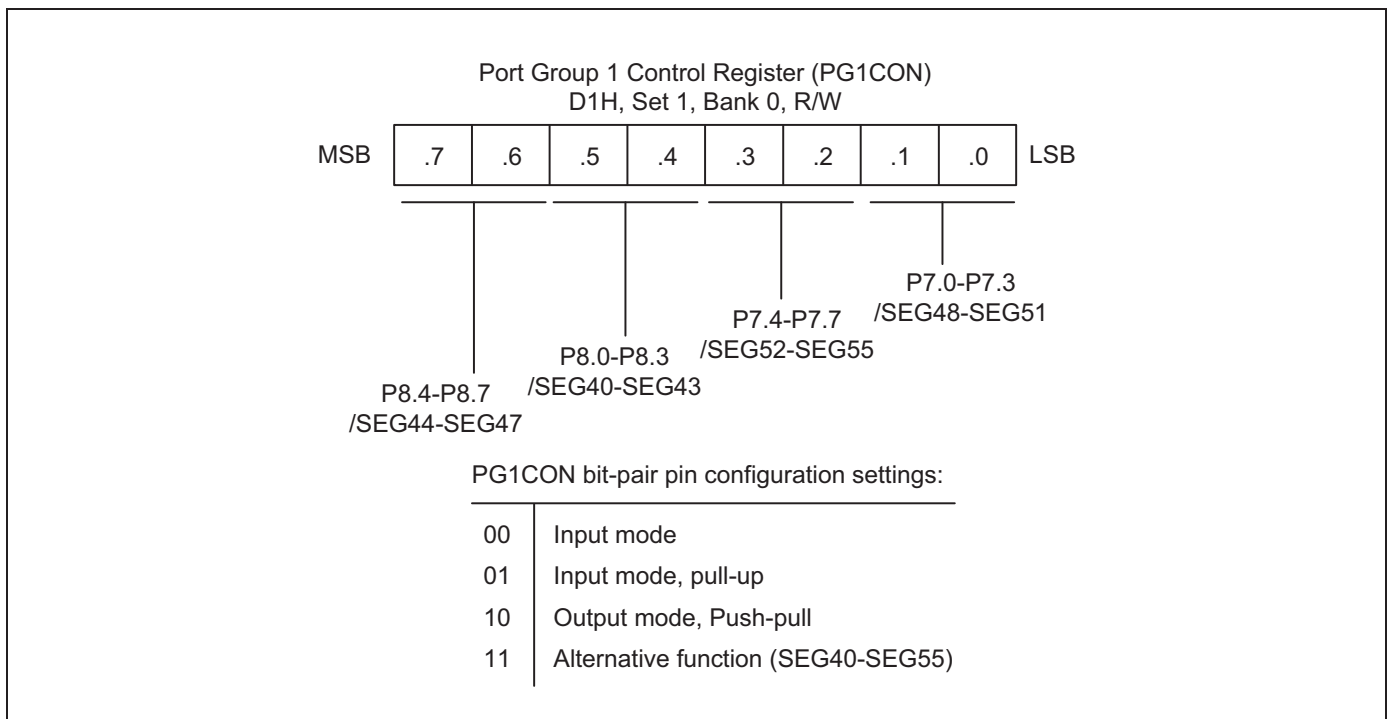 Port Group 1 Control Register (PG1CON)
D1H, Set 1, Bank 0, R/W
MSB .7 .6 .5 .4 .3 .2 .1 .0 LSB
P7.0-P7.3
/SEG48-SEG51
P7.4-P7.7
/SEG52-SEG55
P8.0-P8.3
/SEG40-SEG43
P8.4-P8.7
/SEG44-SEG47
PG1CON bit-pair pin configuration settings:
00 Input mode
01 Input mode, pull-up
10 Output mode, Push-pull
11 Alternative function (SEG40-SEG55)